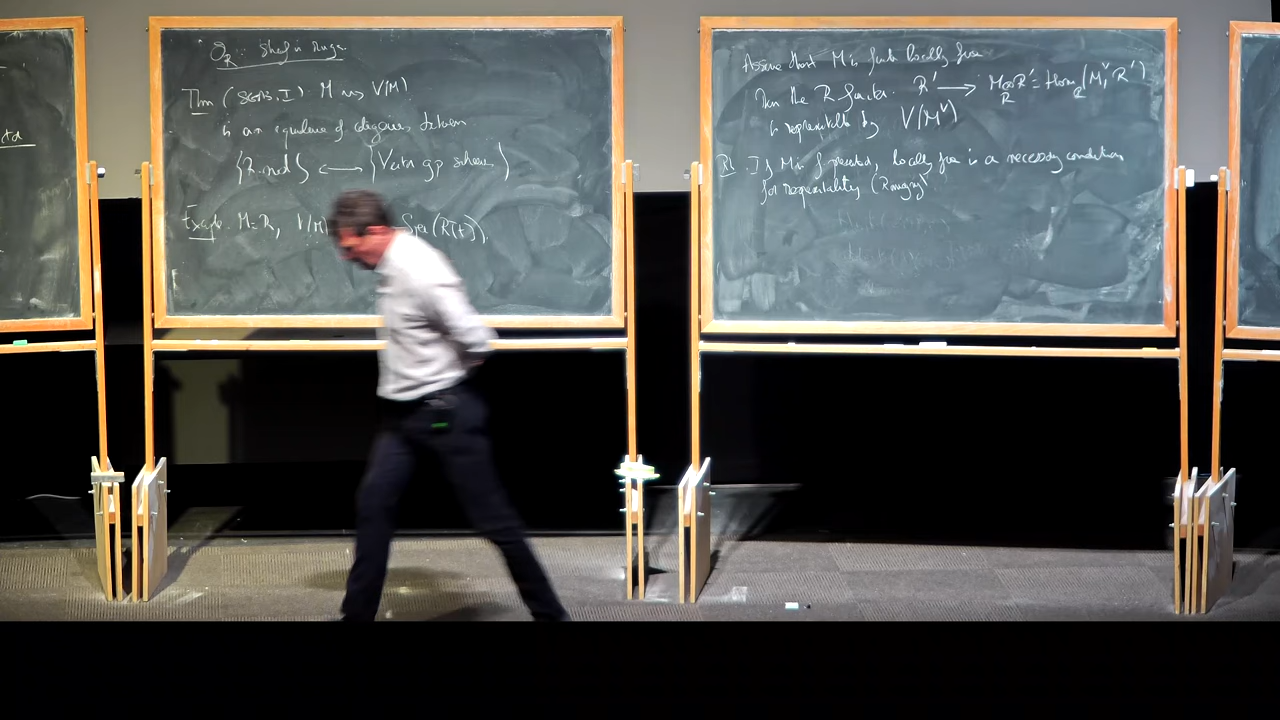 O_R: Sheaf in rings
Thm (SGA3, I) M ⇝ V(M)
is an equivalence of categories between
{R-mod} ⟷ {Vector gp schemes}
Example. M=R, V(M) Spec(R[t]).
Assume that M is finite locally free
Then the R functor R' ⟶ M⊗_R R' = Hom_R(M^∨, R')
is representable by V(M^∨)
Rk. If M is f. presented, locally free is a necessary condition
for representability (Romagny)